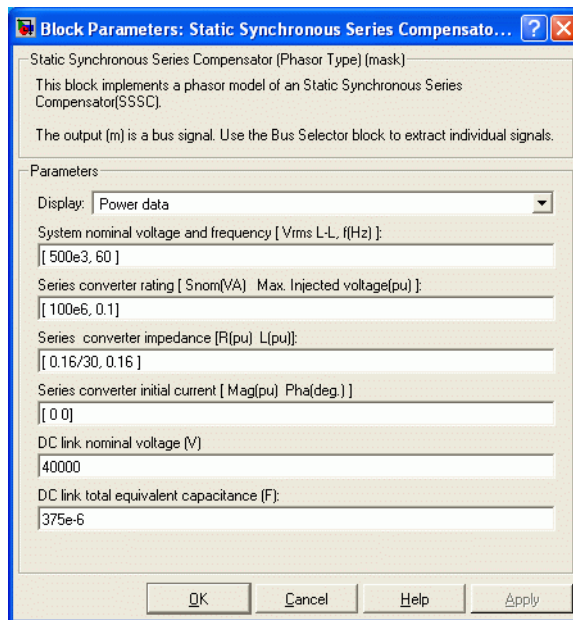 Block Parameters: Static Synchronous Series Compensato...
Static Synchronous Series Compensator (Phasor Type) (mask)
This block implements a phasor model of an Static Synchronous Series
Compensator(SSSC).
The output (m) is a bus signal. Use the Bus Selector block to extract individual signals.
Parameters
Display: Power data
System nominal voltage and frequency [ Vrms L-L, f(Hz) ]:
[ 500e3, 60 ]
Series converter rating [ Snom(VA) Max. Injected voltage(pu) ]:
[ 100e6, 0.1]
Series converter impedance [R(pu) L(pu)]:
[ 0.16/30, 0.16 ]
Series converter initial current [ Mag(pu) Pha(deg.) ]
[ 0 0]
DC link nominal voltage (V)
40000
DC link total equivalent capacitance (F):
375e-6
OK Cancel Help Apply